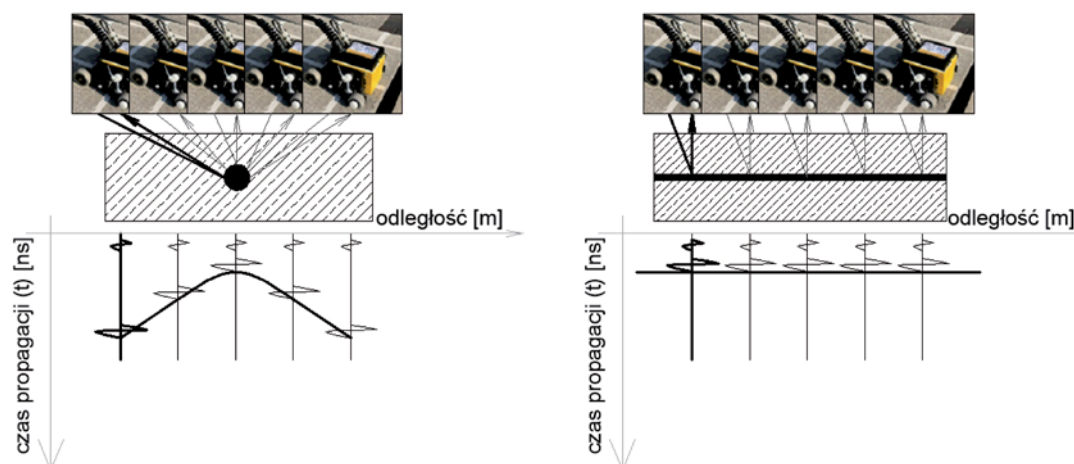 odległość [m]
czas propagacji (t) [ns]
odległość [m]
czas propagacji (t) [ns]